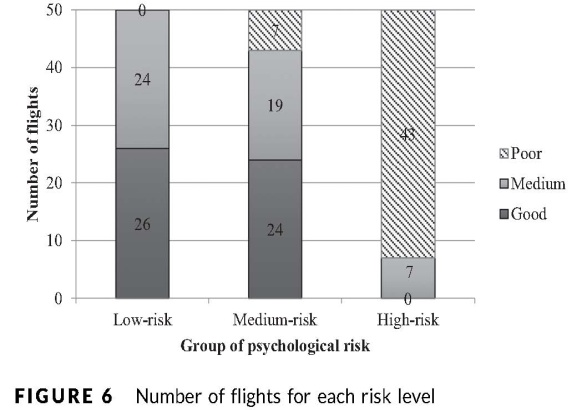 50
40
30
20
10
0
Number of flights
0
24
26
7
19
24
43
7
0
Poor
Medium
Good
Low-risk
Medium-risk
High-risk
Group of psychological risk
FIGURE 6 Number of flights for each risk level